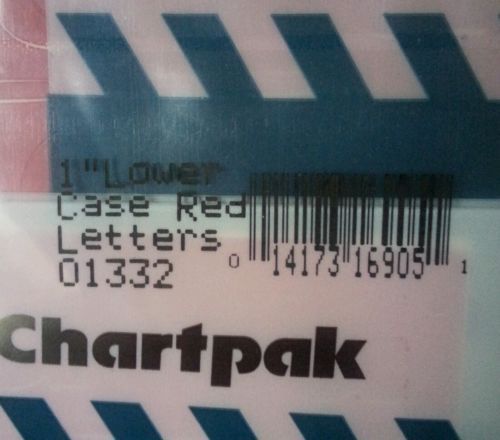 1"Lower
Case Red
Letters
01332
0 14173 16905 1
Chartpak